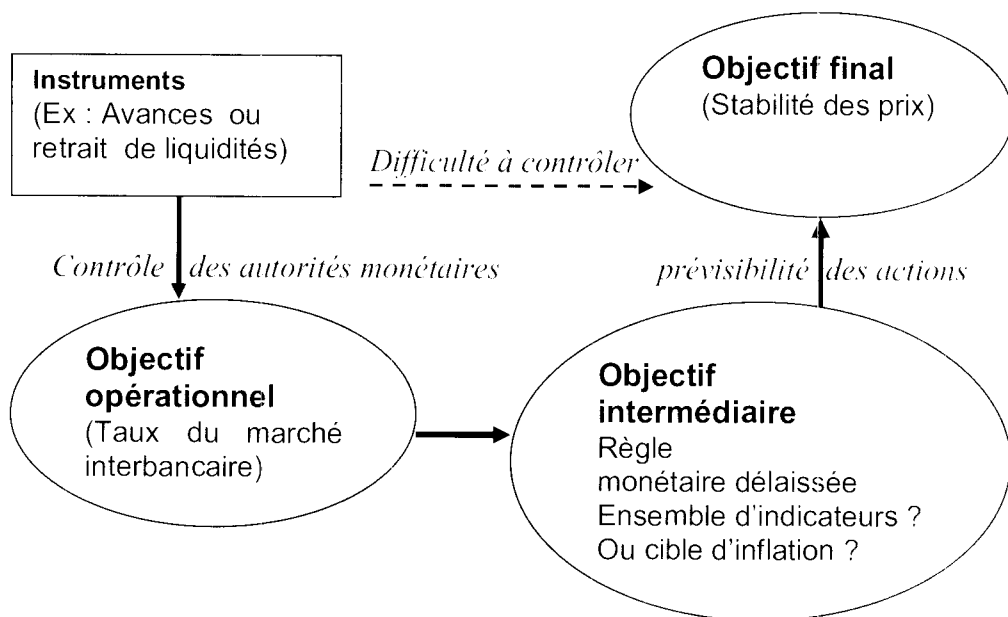 Instruments
(Ex : Avances ou
retrait de liquidités)
Objectif final
(Stabilité des prix)
Difficulté à contrôler
Contrôle des autorités monétaires
prévisibilité des actions
Objectif
opérationnel
(Taux du marché
interbancaire)
Objectif
intermédiaire
Règle
monétaire délaissée
Ensemble d'indicateurs ?
Ou cible d'inflation ?